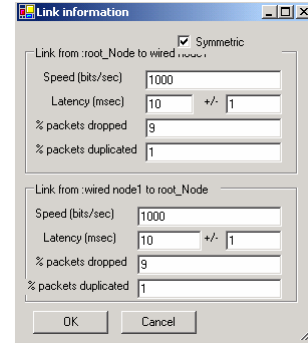 Link information
Symmetric
Link from :root_Node to wired node1
Speed (bits/sec) 1000
Latency (msec) 10 +/- 1
% packets dropped 9
% packets duplicated 1
Link from :wired node1 to root_Node
Speed (bits/sec) 1000
Latency (msec) 10 +/- 1
% packets dropped 9
% packets duplicated 1
OK Cancel